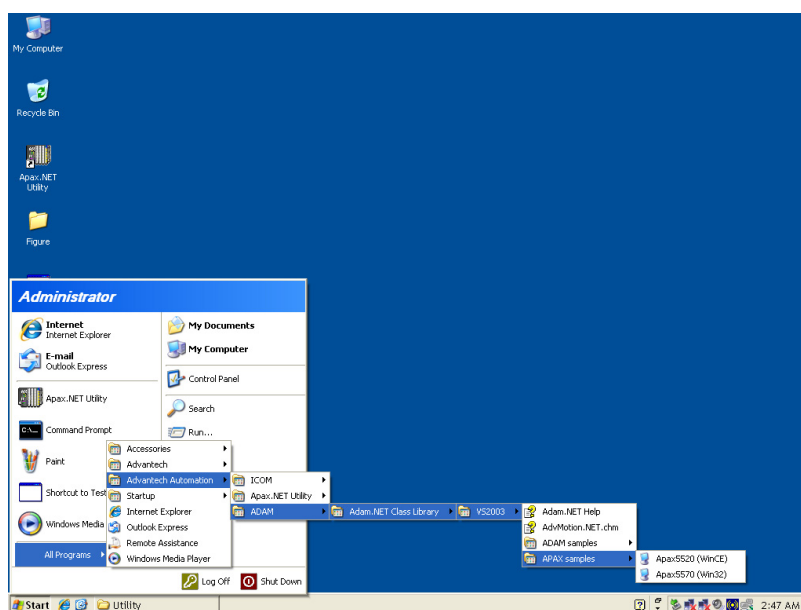 My Computer
Recycle Bin
Apax.NET
Utility
Figure
Administrator
Internet
Internet Explorer
E-mail
Outlook Express
Apax.NET Utility
Command Prompt
Paint
Shortcut to Test
Windows Media
All Programs
My Documents
My Computer
Control Panel
Search
Run...
Accessories
Advantech
Advantech Automation
Startup
Internet Explorer
Outlook Express
Remote Assistance
Windows Media Player
ICOM
Apax.NET Utility
ADAM
Adam.NET Class Library
VS2003
Adam.NET Help
AdvMotion.NET.chm
ADAM samples
APAX samples
Apax5520 (WinCE)
Apax5570 (Win32)
Log Off
Shut Down
Start
Utility
2:47 AM